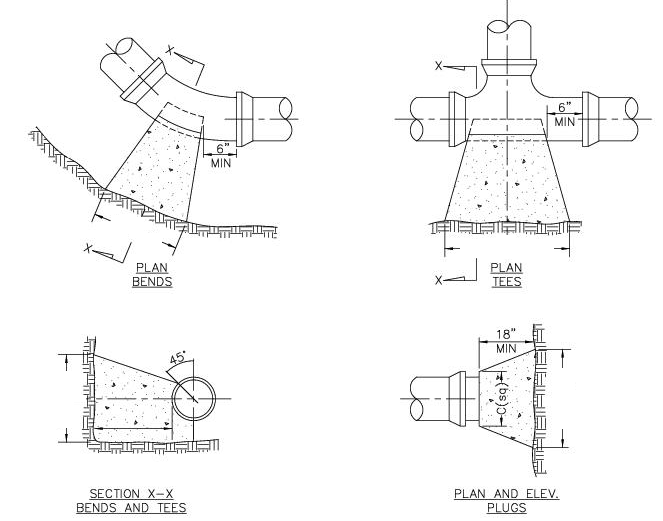 X
X
6"
MIN
6"
MIN
X
PLAN
BENDS
PLAN
TEES
X
45°
18"
MIN
C(sq)
SECTION X-X
BENDS AND TEES
PLAN AND ELEV.
PLUGS